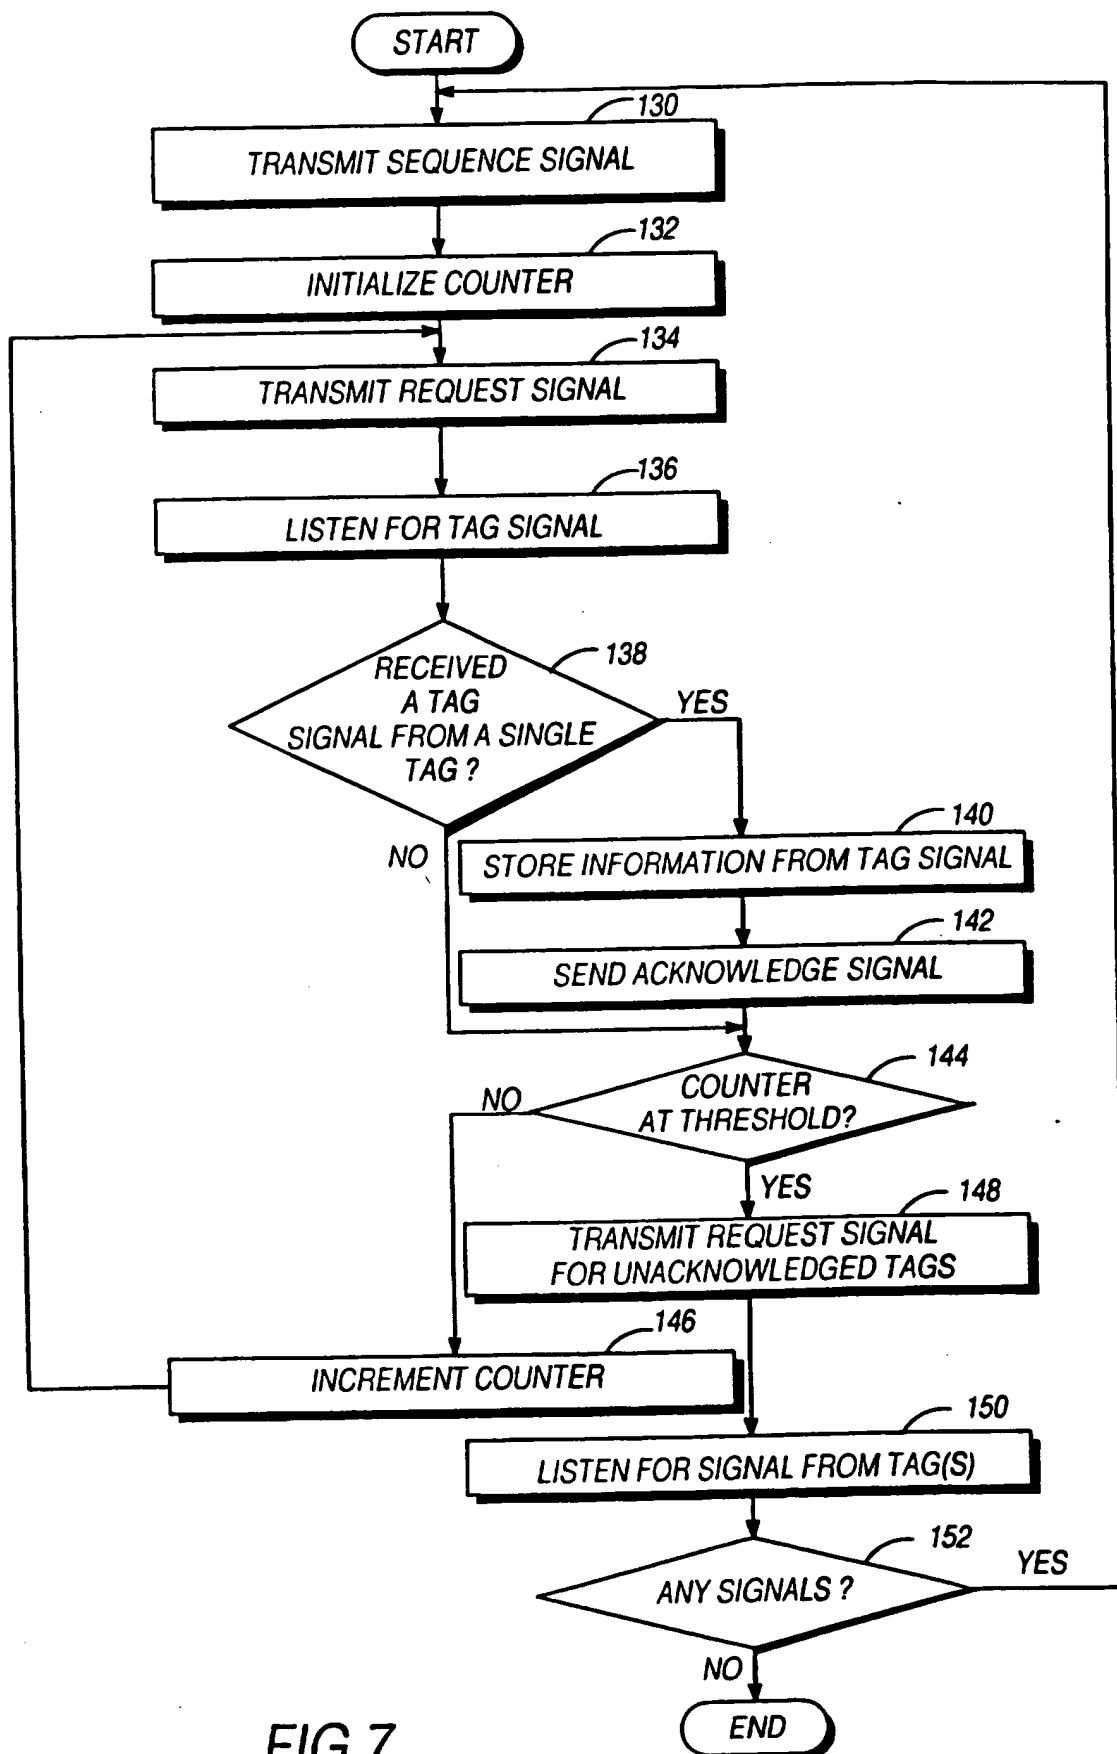 START
130
TRANSMIT SEQUENCE SIGNAL
132
INITIALIZE COUNTER
134
TRANSMIT REQUEST SIGNAL
136
LISTEN FOR TAG SIGNAL
138
RECEIVED
A TAG
SIGNAL FROM A SINGLE
TAG ?
YES
NO
140
STORE INFORMATION FROM TAG SIGNAL
142
SEND ACKNOWLEDGE SIGNAL
144
COUNTER
AT THRESHOLD?
NO
YES
148
TRANSMIT REQUEST SIGNAL
FOR UNACKNOWLEDGED TAGS
146
INCREMENT COUNTER
150
LISTEN FOR SIGNAL FROM TAG(S)
152
ANY SIGNALS ?
YES
NO
END
FIG.7